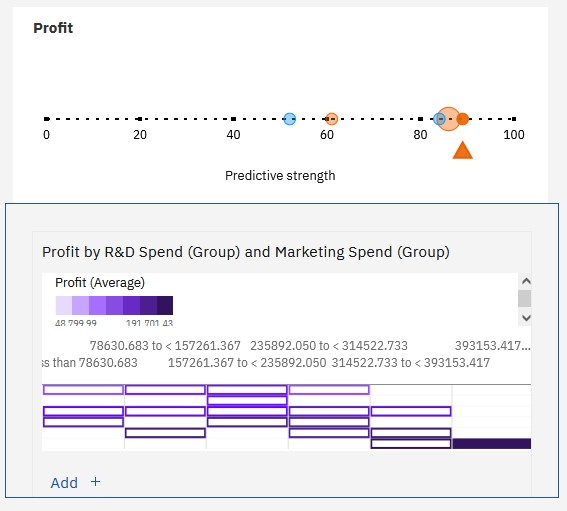 Profit
0 20 40 60 80 100
Predictive strength
Profit by R&D Spend (Group) and Marketing Spend (Group)
Profit (Average)
48,799.99 191,701.43
78630.683 to < 157261.367 235892.050 to < 314522.733 393153.417...
ss than 78630.683 157261.367 to < 235892.050 314522.733 to < 393153.417
Add +